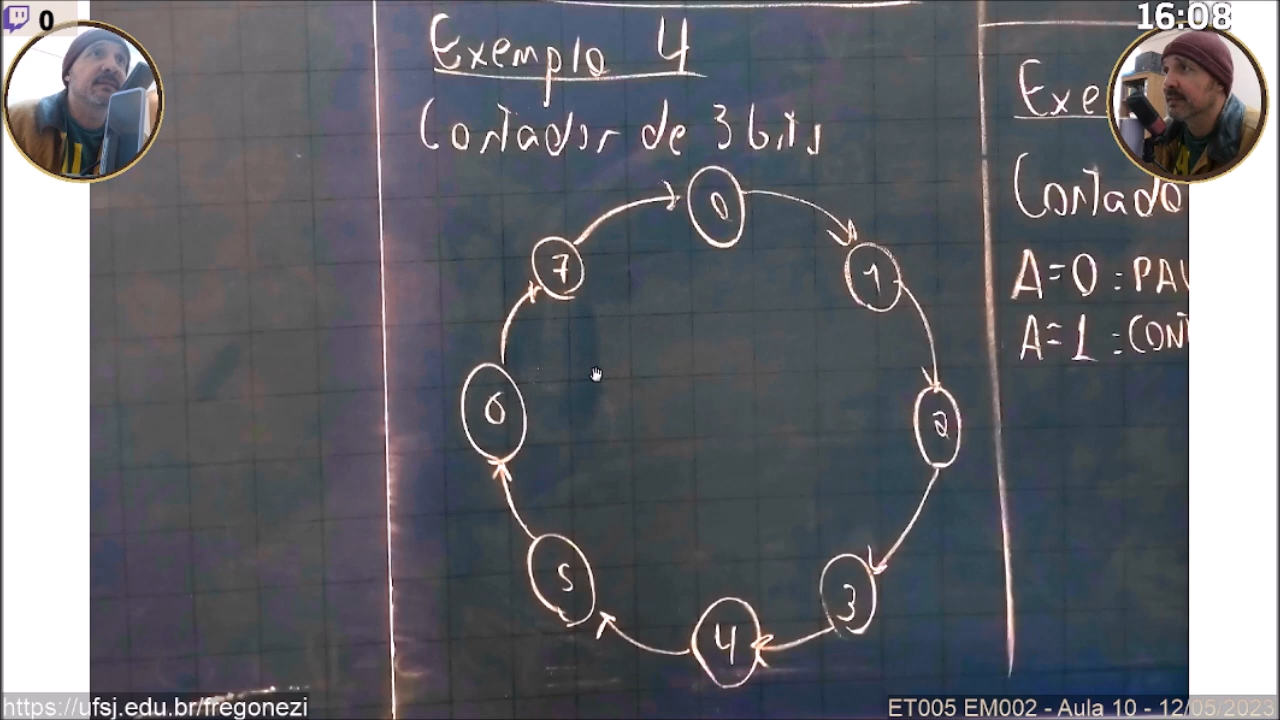 0
16:08
Exemplo 4
Contador de 3 bits
0
1
2
3
4
5
6
7
Exe
Contado
A=0 : PAU
A=1 : CONT
https://ufsj.edu.br/fregonezi
ET005 EM002 - Aula 10 - 12/05/2023